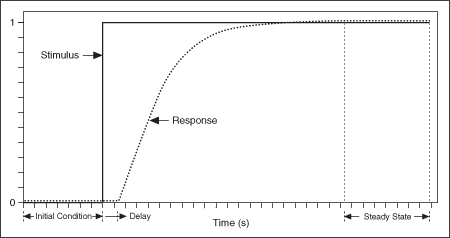 1
Stimulus
Response
0
Initial Condition
Delay
Steady State
Time (s)